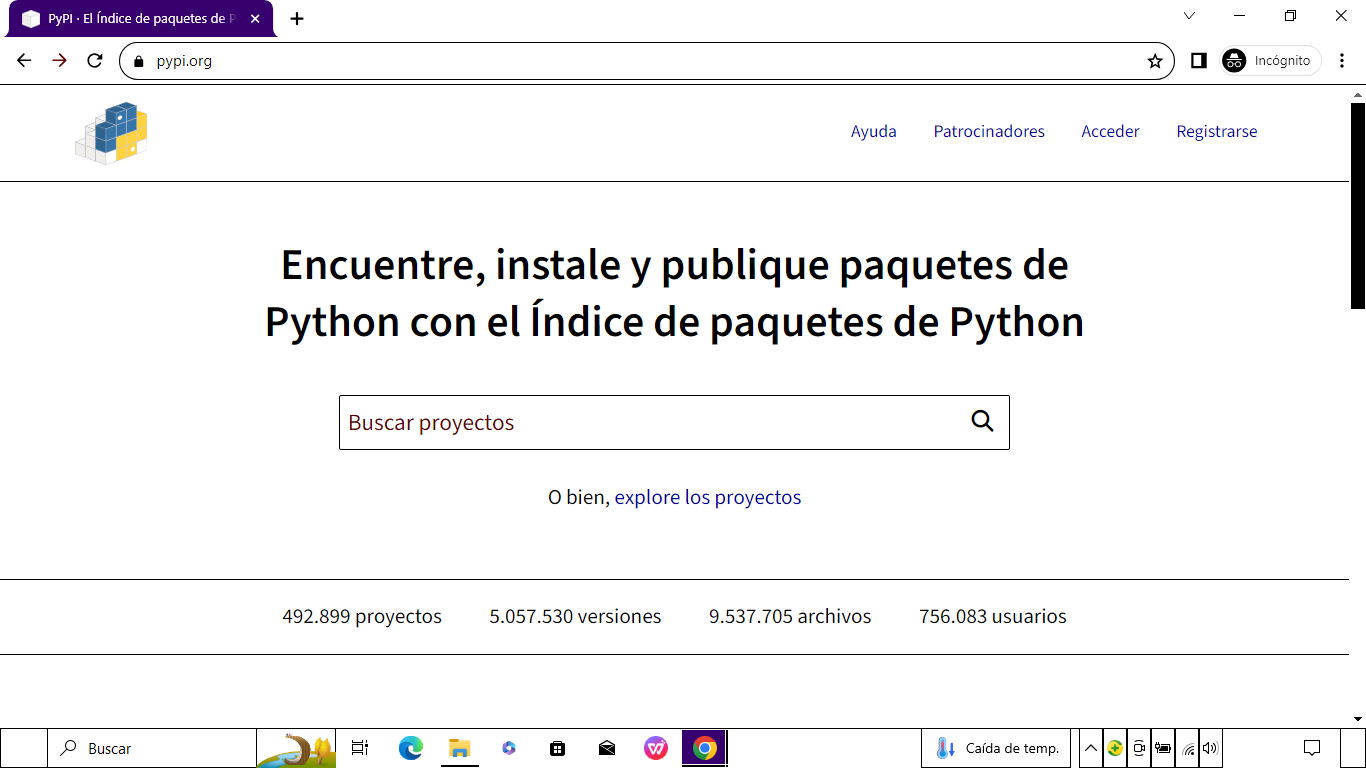 PyPI · El Índice de paquetes de P
pypi.org
Incógnito
Ayuda Patrocinadores Acceder Registrarse
Encuentre, instale y publique paquetes de
Python con el Índice de paquetes de Python
Buscar proyectos
O bien, explore los proyectos
492.899 proyectos 5.057.530 versiones 9.537.705 archivos 756.083 usuarios
Buscar
Caída de temp.